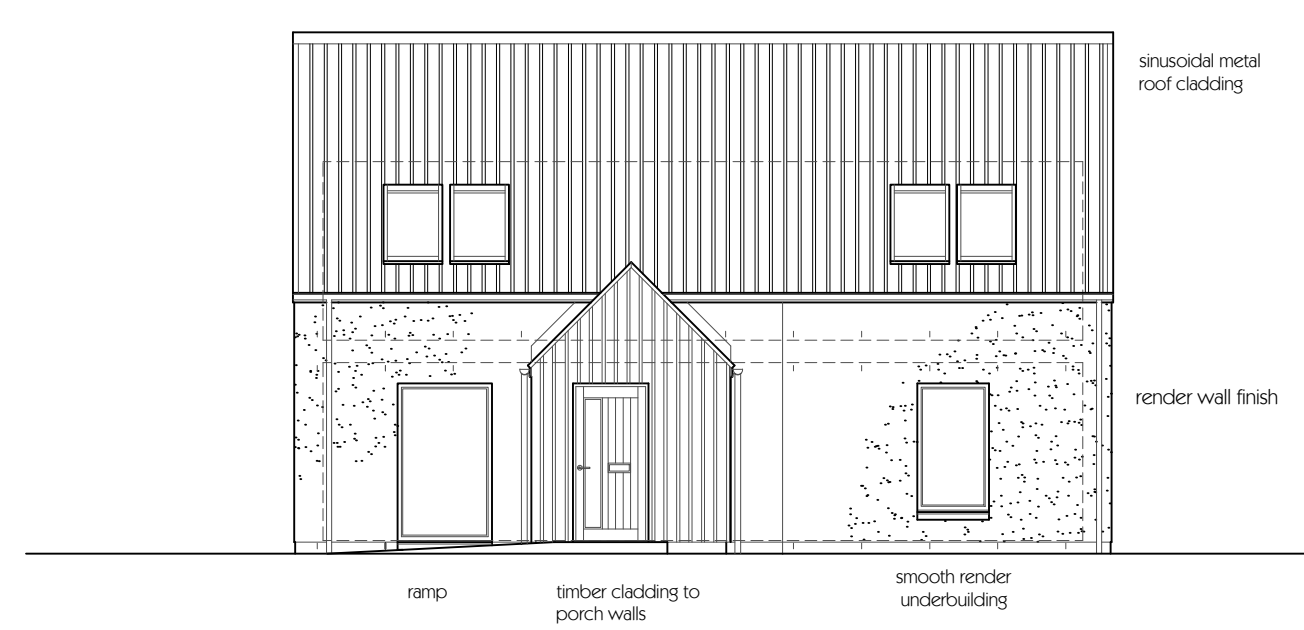 sinusoidal metal
roof cladding
render wall finish
smooth render
underbuilding
ramp
timber cladding to
porch walls